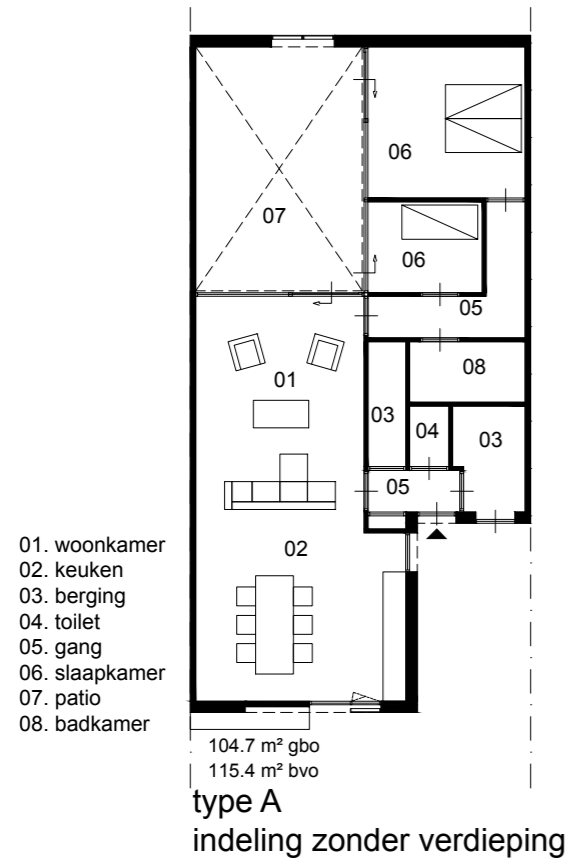 06
07
06
05
01
08
03
04
03
05
02
01. woonkamer
02. keuken
03. berging
04. toilet
05. gang
06. slaapkamer
07. patio
08. badkamer
104.7 m² gbo
115.4 m² bvo
type A
indeling zonder verdieping